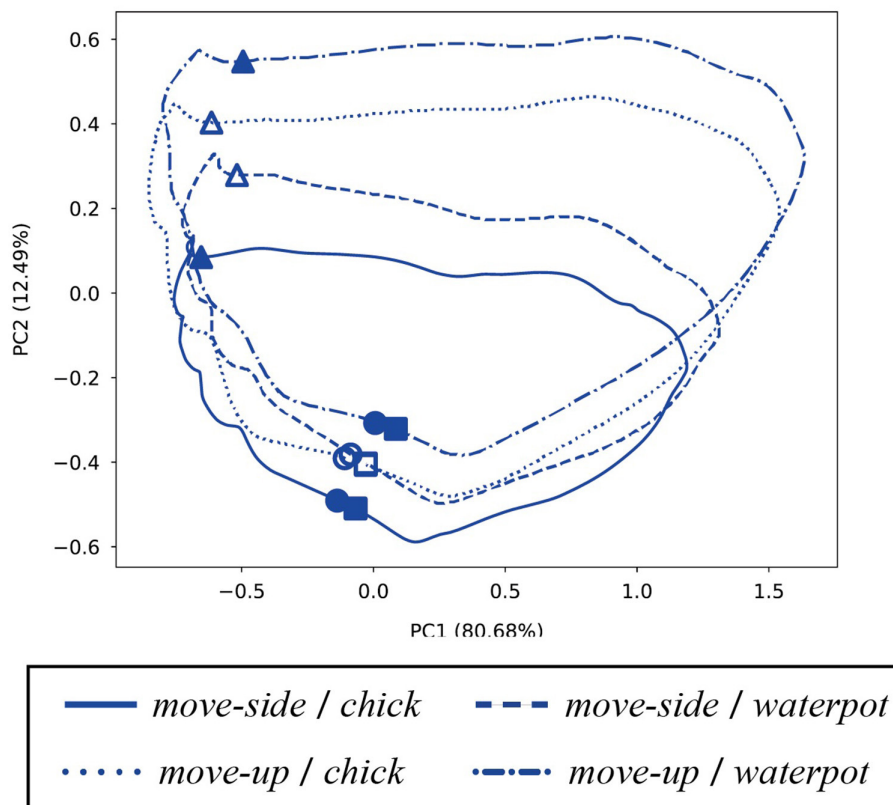 0.6
0.4
0.2
0.0
−0.2
−0.4
−0.6
PC2 (12.49%)
−0.5
0.0
0.5
1.0
1.5
PC1 (80.68%)
move-side / chick
move-side / waterpot
move-up / chick
move-up / waterpot